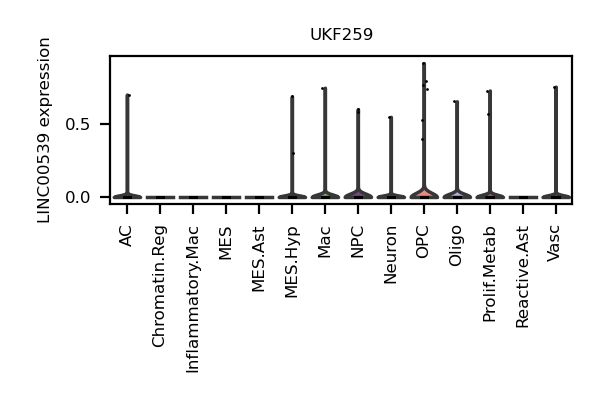 UKF259
LINC00539 expression
0.5
0.0
AC
Chromatin.Reg
Inflammatory.Mac
MES
MES.Ast
MES.Hyp
Mac
NPC
Neuron
OPC
Oligo
Prolif.Metab
Reactive.Ast
Vasc